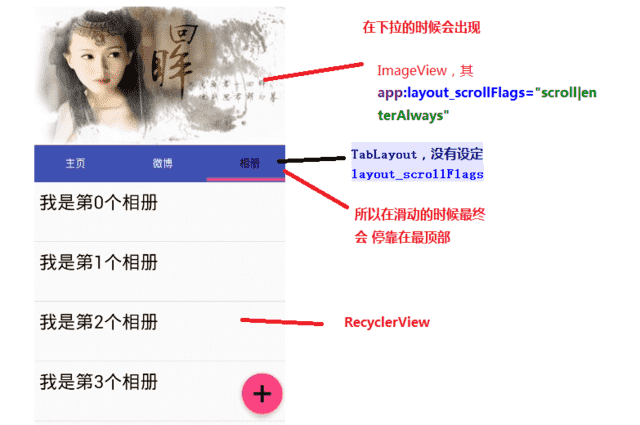 回
眸
在下拉的时候会出现
ImageView，其
app:layout_scrollFlags="scroll|en
terAlways"
主页
微博
相册
TabLayout，没有设定
layout_scrollFlags
所以在滑动的时候最终
会 停靠在最顶部
我是第0个相册
我是第1个相册
我是第2个相册
RecyclerView
我是第3个相册
+